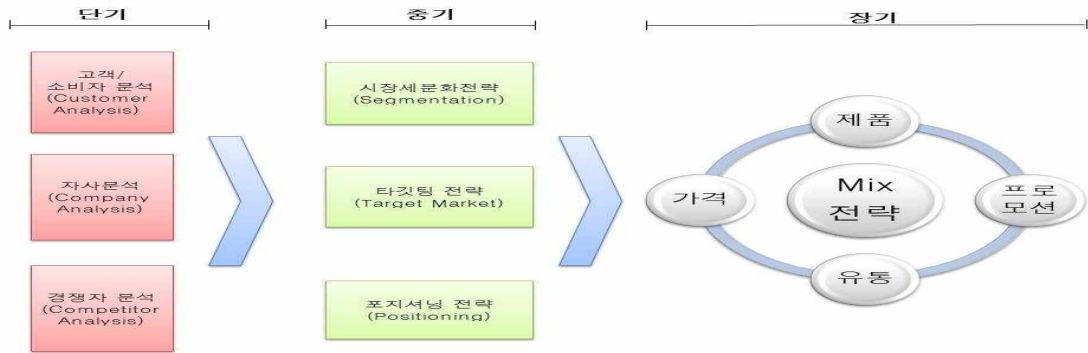 단기
중기
장기
고객/
소비자 분석
(Customer
Analysis)
자사분석
(Company
Analysis)
경쟁자 분석
(Competitor
Analysis)
시장세분화전략
(Segmentation)
타깃팅 전략
(Target Market)
포지셔닝 전략
(Positioning)
제품
가격
Mix
전략
프로
모션
유통